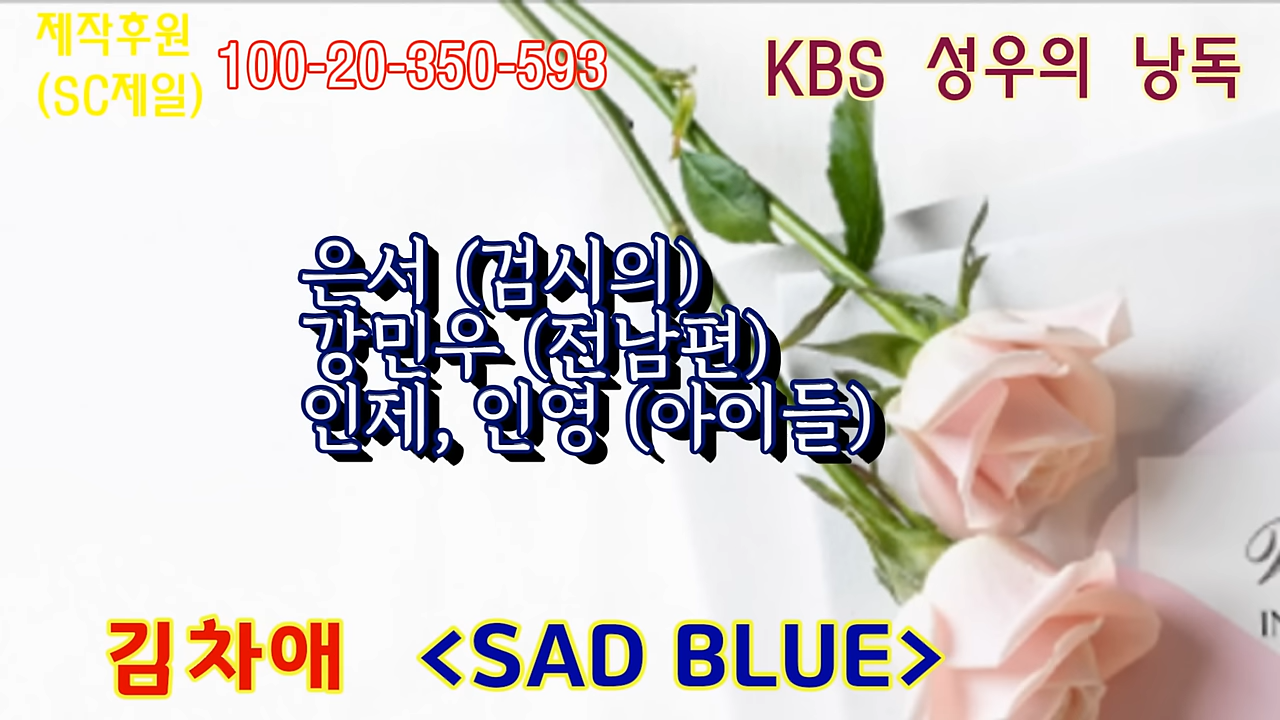 제작후원
(SC제일)
100-20-350-593
KBS 성우의 낭독
은서 (검시의)
강민우 (전남편)
인제, 인영 (아이들)
김차애 <SAD BLUE>